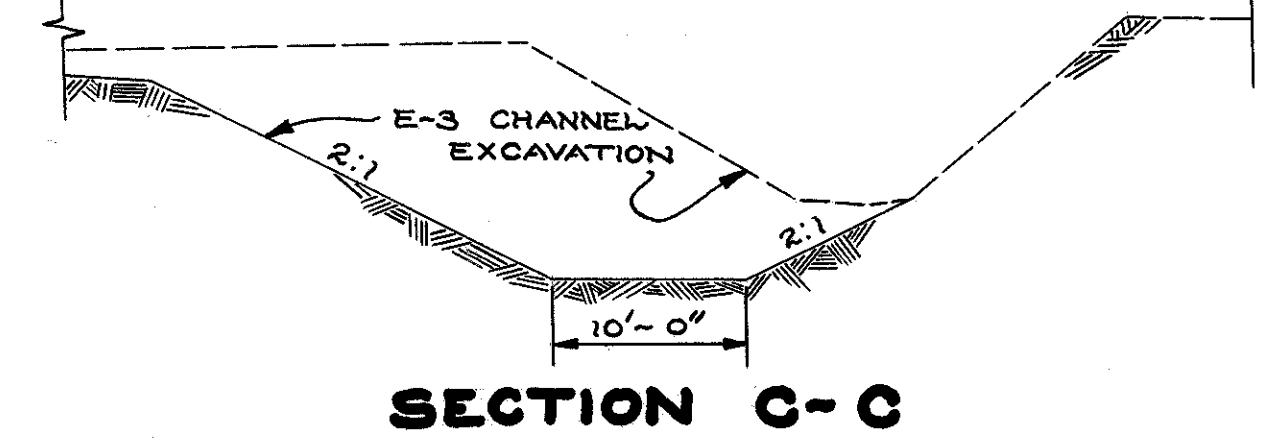 E~3 CHANNEL
EXCAVATION
2:1
2:1
10'~ 0"
SECTION C~C